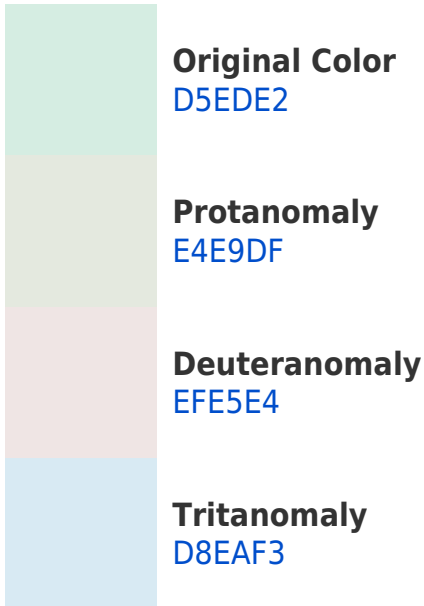 Original Color
D5EDE2
Protanomaly
E4E9DF
Deuteranomaly
EFE5E4
Tritanomaly
D8EAF3